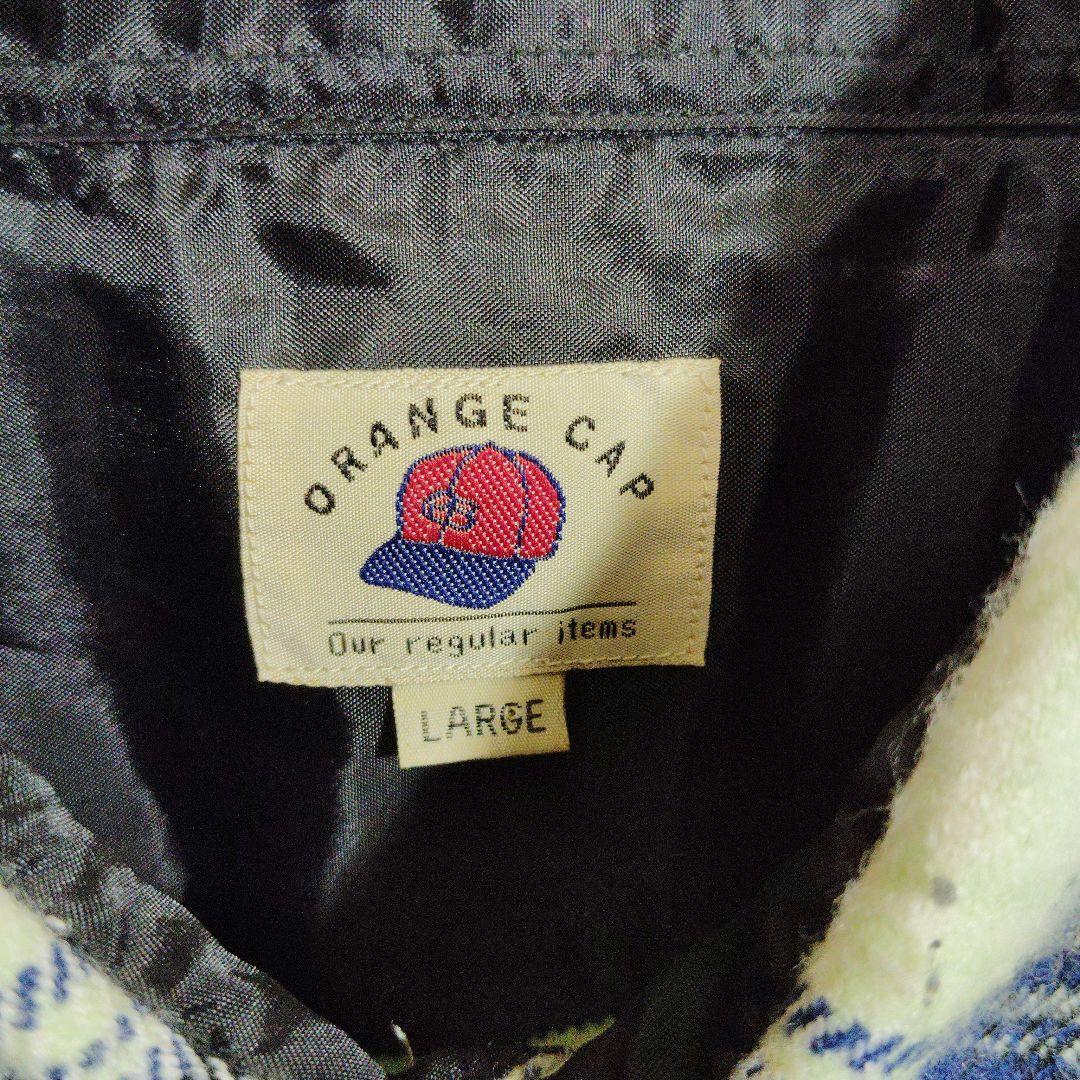 ORANGE CAP
Our regular items
LARGE